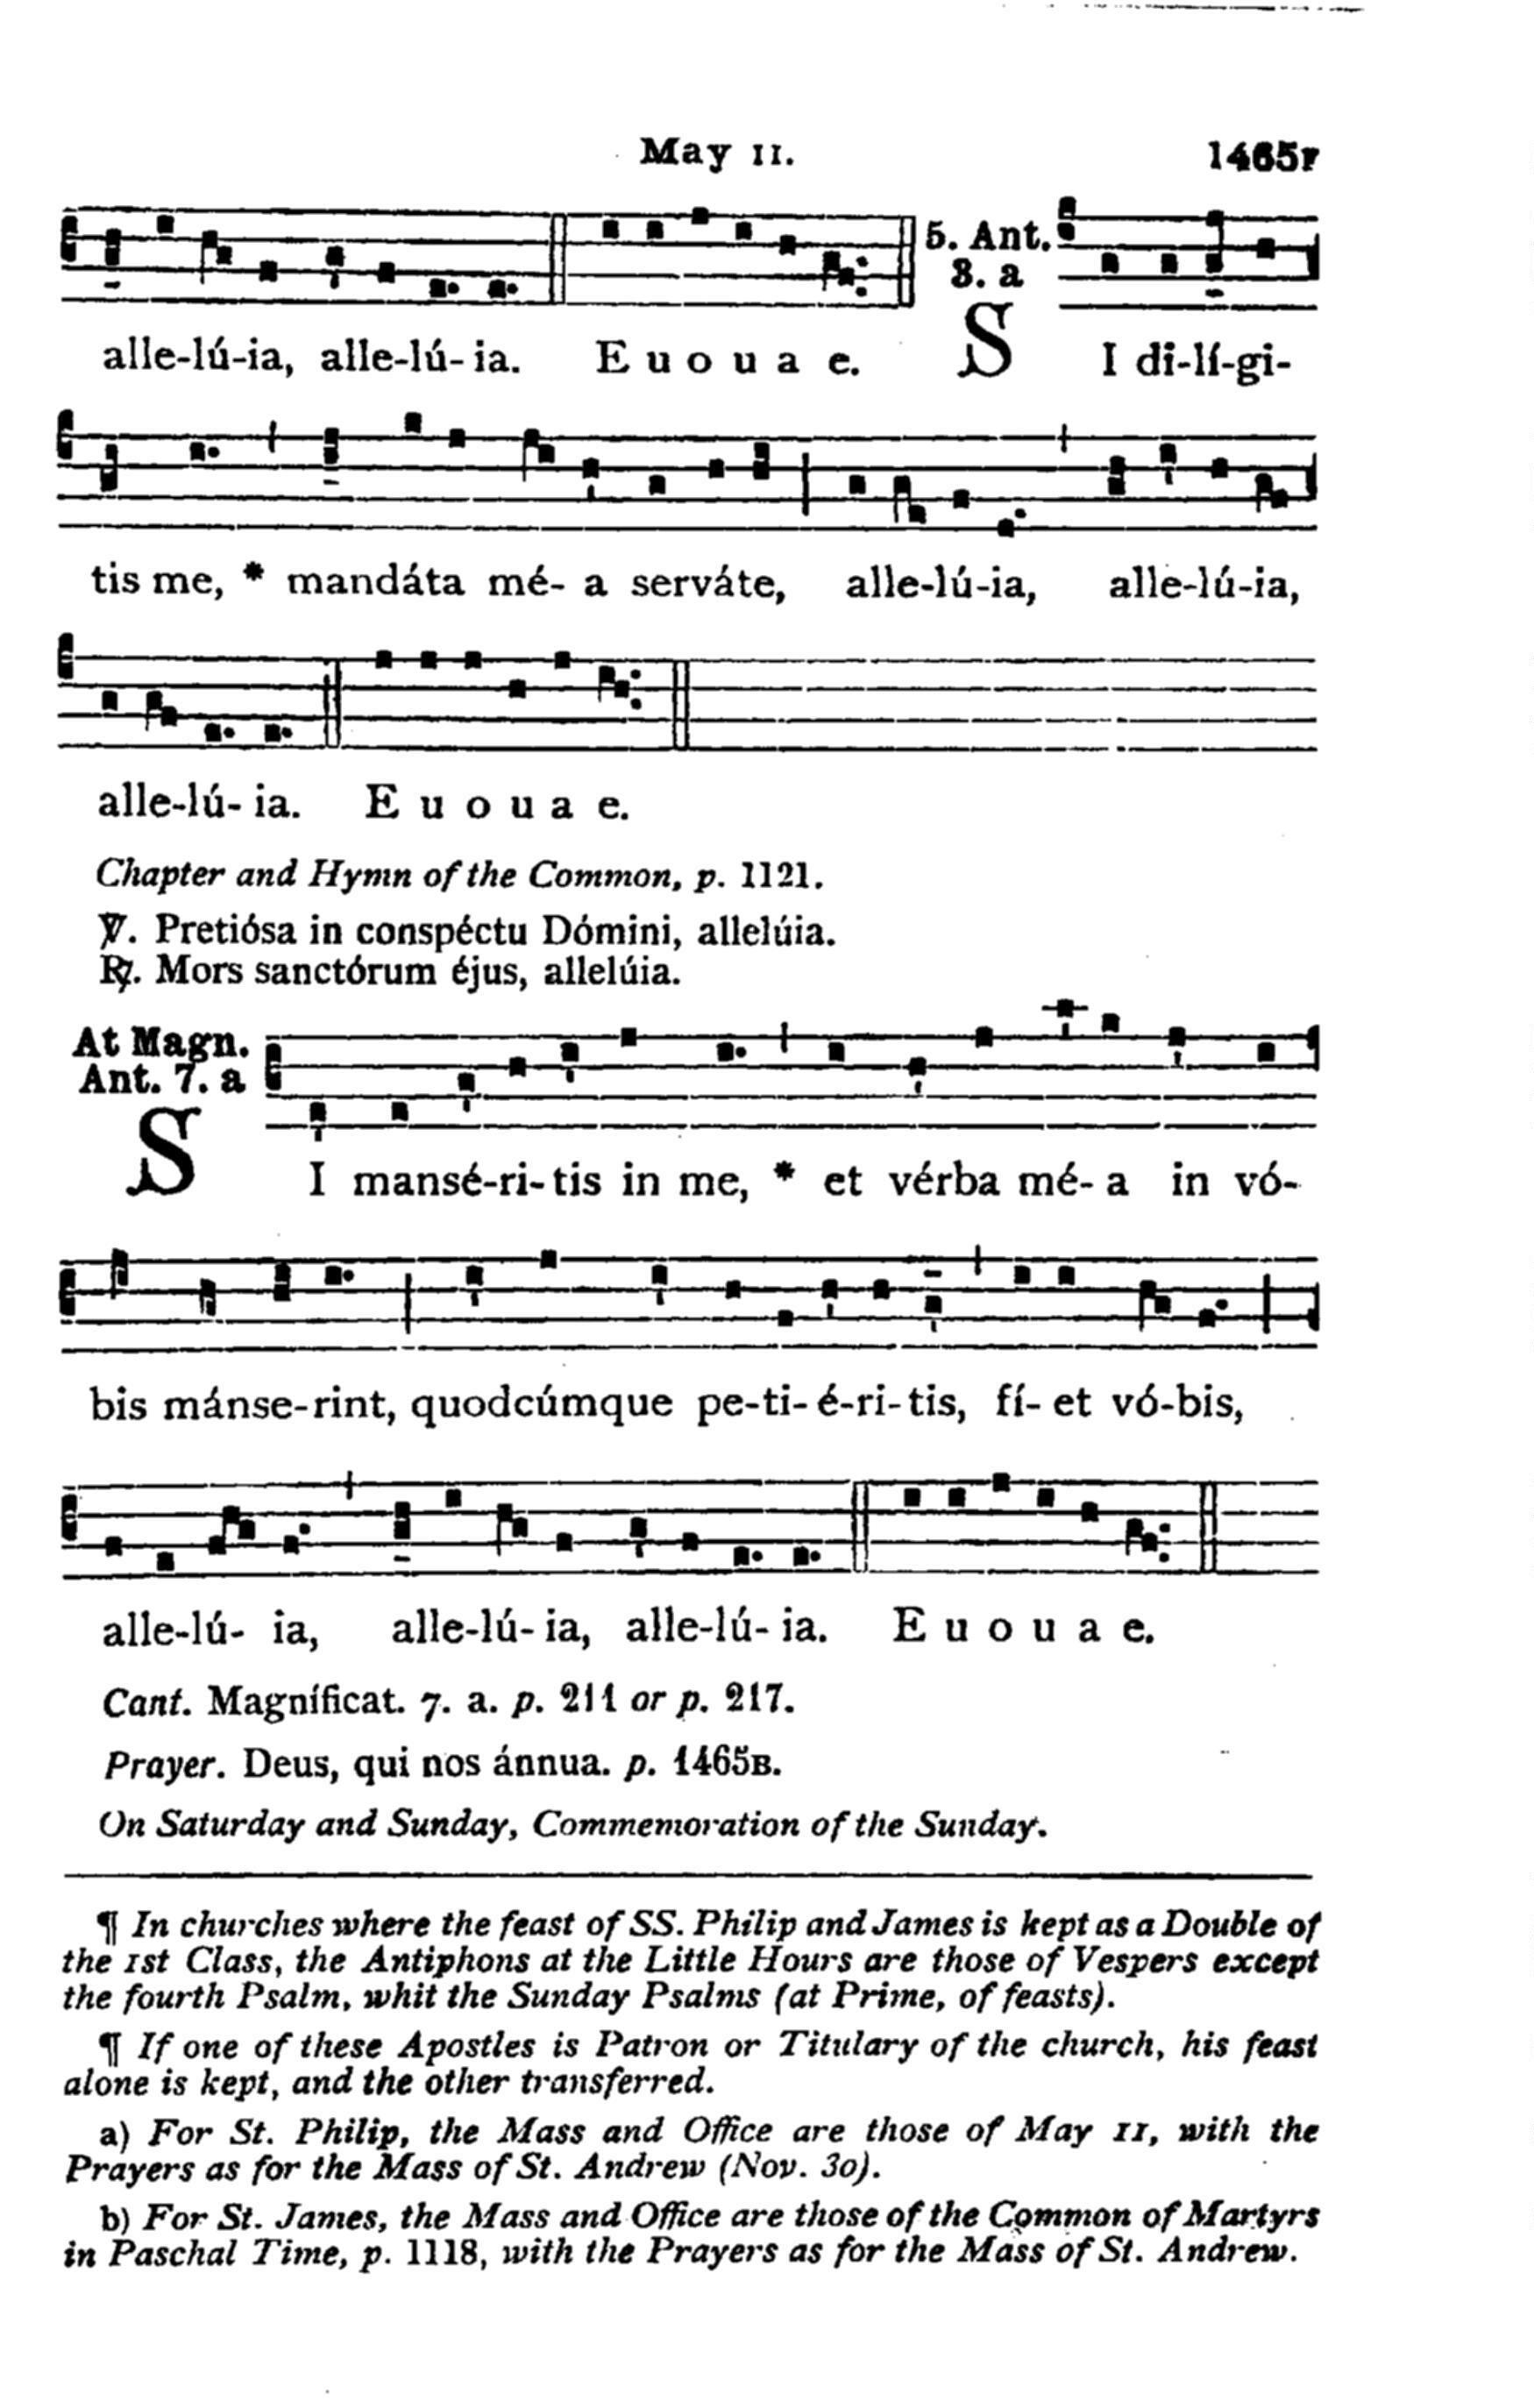 May 11. 1465F
5. Ant.
8. a
alle-lú-ia, alle-lú-ia. E u o u a e. SI di-lí-gi-
tis me, * mandáta mé- a serváte, alle-lú-ia, alle-lú-ia,
alle-lú- ia. E u o u a e.
Chapter and Hymn of the Common, p. 1121.
℣. Pretiósa in conspéctu Dómini, allelúia.
℟. Mors sanctórum éjus, allelúia.
At Magn.
Ant. 7. a
SI mansé-ri-tis in me, * et vérba mé- a in vó-
bis mánse-rint, quodcúmque pe-ti-é-ri-tis, fí- et vó-bis,
alle-lú- ia, alle-lú- ia, alle-lú- ia. E u o u a e.
Cant. Magníficat. 7. a. p. 211 or p. 217.
Prayer. Deus, qui nos ánnua. p. 1465B.
On Saturday and Sunday, Commemoration of the Sunday.
¶ In churches where the feast of SS. Philip and James is kept as a Double of
the 1st Class, the Antiphons at the Little Hours are those of Vespers except
the fourth Psalm, whit the Sunday Psalms (at Prime, of feasts).
¶ If one of these Apostles is Patron or Titulary of the church, his feast
alone is kept, and the other transferred.
a) For St. Philip, the Mass and Office are those of May 11, with the
Prayers as for the Mass of St. Andrew (Nov. 30).
b) For St. James, the Mass and Office are those of the Common of Martyrs
in Paschal Time, p. 1118, with the Prayers as for the Mass of St. Andrew.